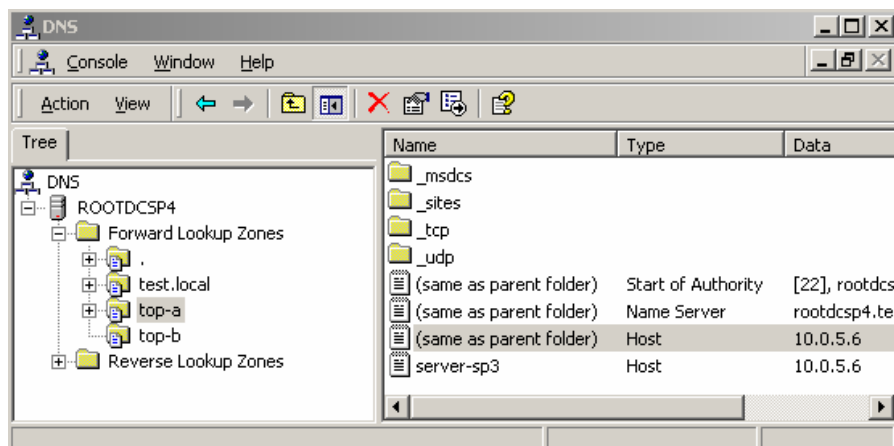 DNS
Console Window Help
Action View
Tree
DNS
ROOTDCSP4
Forward Lookup Zones
.
test.local
top-a
top-b
Reverse Lookup Zones
Name Type Data
_msdcs
_sites
_tcp
_udp
(same as parent folder) Start of Authority [22], rootdcs
(same as parent folder) Name Server rootdcsp4.te
(same as parent folder) Host 10.0.5.6
server-sp3 Host 10.0.5.6